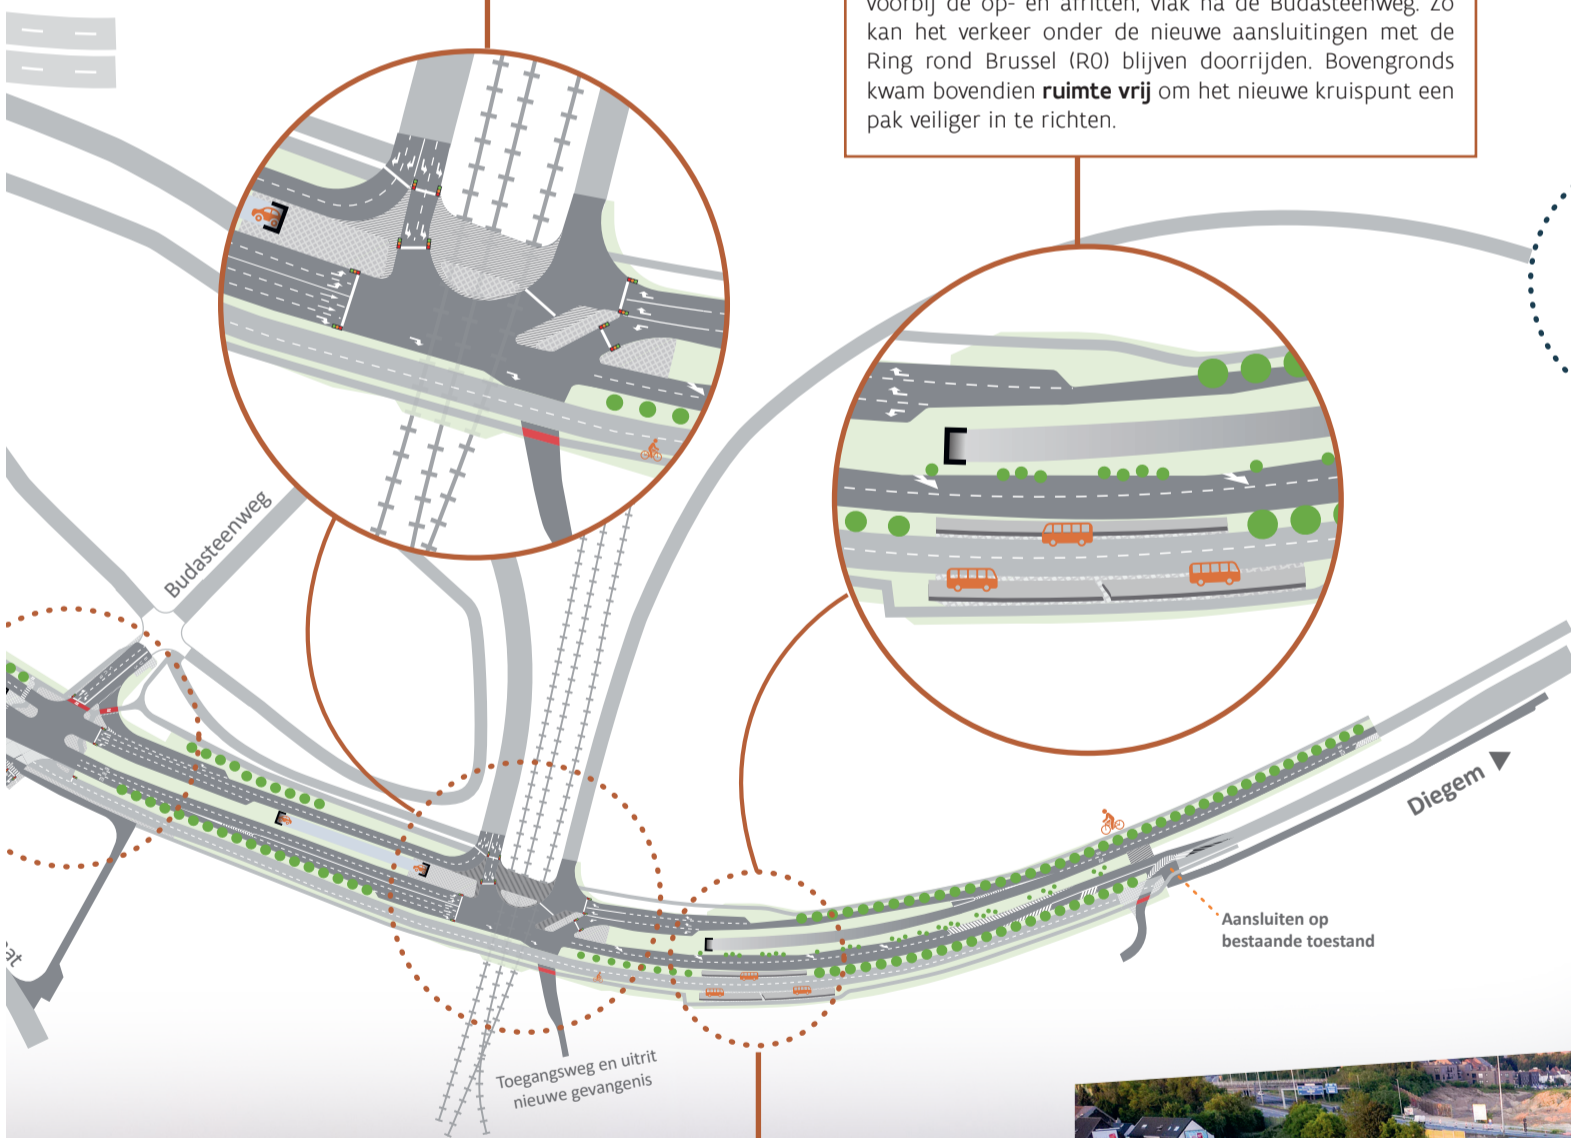 voorbij de op- en afritten, vlak na de Budasteenweg. Zo
kan het verkeer onder de nieuwe aansluitingen met de
Ring rond Brussel (R0) blijven doorrijden. Bovengronds
kwam bovendien ruimte vrij om het nieuwe kruispunt een
pak veiliger in te richten.
Budasteenweg
Diegem
Aansluiten op
bestaande toestand
Toegangsweg en uitrit
nieuwe gevangenis